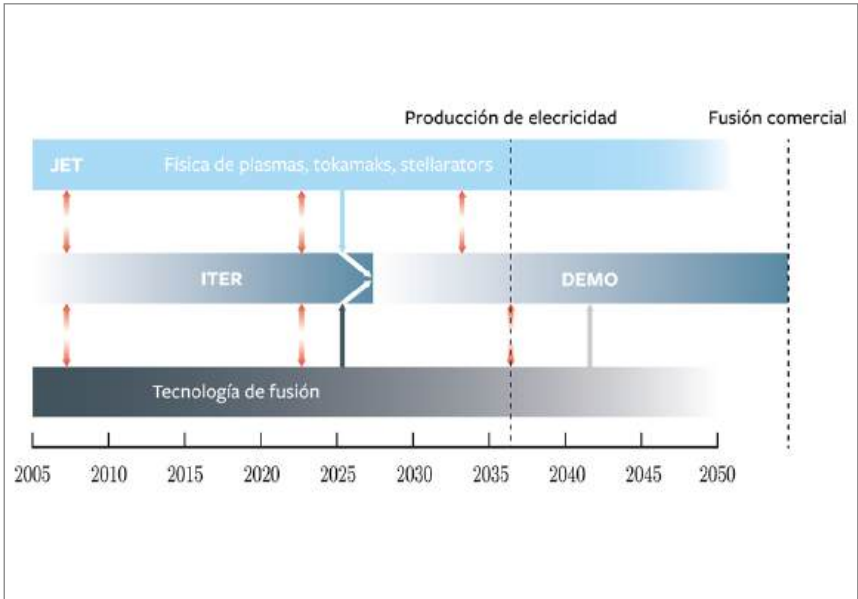 Producción de elecricidad
Fusión comercial
JET
Física de plasmas, tokamaks, stellarators
ITER
DEMO
Tecnología de fusión
2005 2010 2015 2020 2025 2030 2035 2040 2045 2050